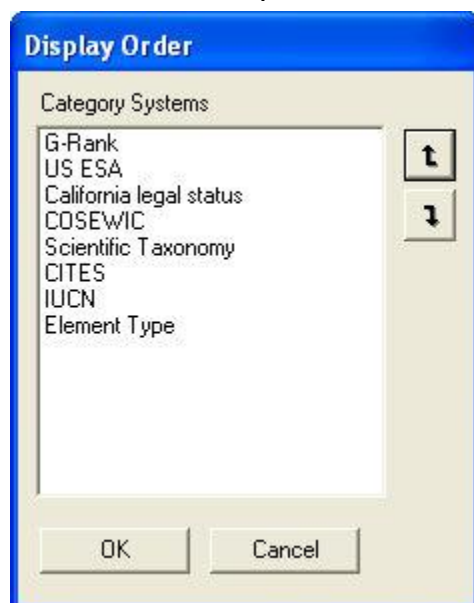 Display Order
Category Systems
G-Rank
US ESA
California legal status
COSEWIC
Scientific Taxonomy
CITES
IUCN
Element Type
OK
Cancel